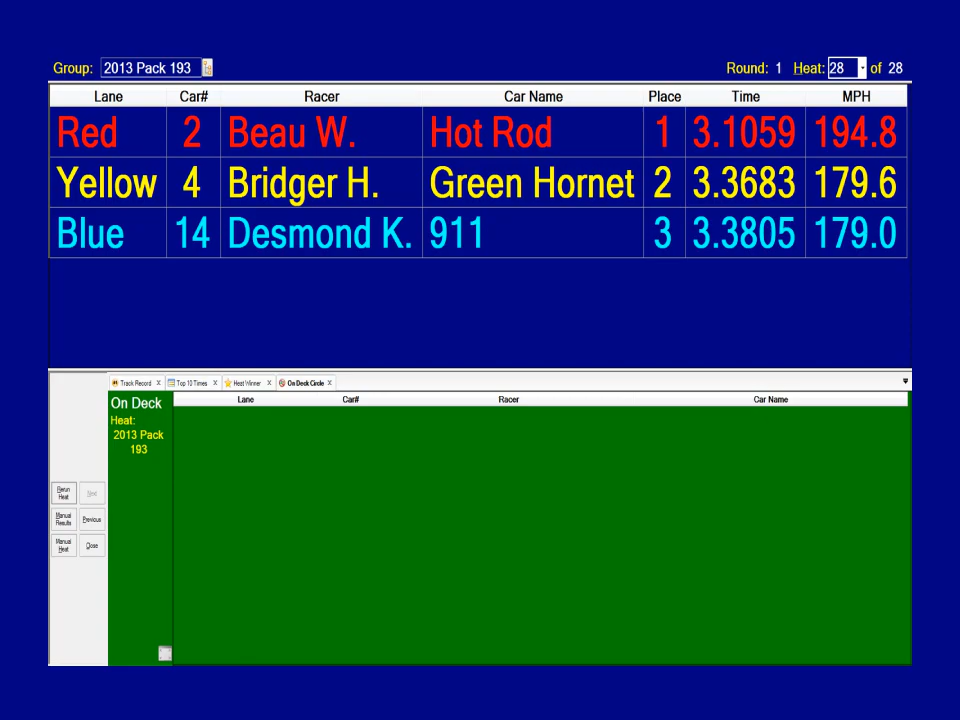 Group: 2013 Pack 193 Round: 1 Heat: 28 of 28
Lane Car# Racer Car Name Place Time MPH
Red 2 Beau W. Hot Rod 1 3.1059 194.8
Yellow 4 Bridger H. Green Hornet 2 3.3683 179.6
Blue 14 Desmond K. 911 3 3.3805 179.0
Track Record X Top 10 Times X Heat Winner X On Deck Circle X
On Deck Lane Car# Racer Car Name
Heat:
2013 Pack
193
Rerun Heat Next
Manual Results Previous
Manual Heat Close